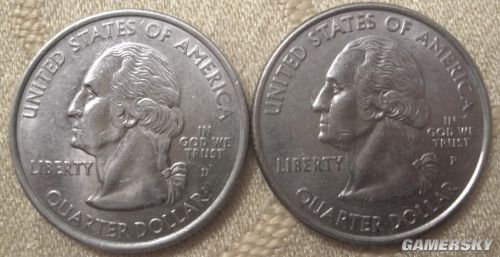 UNITED STATES OF AMERICA
LIBERTY
IN
GOD WE
TRUST
D
QUARTER DOLLAR
UNITED STATES OF AMERICA
LIBERTY
IN
GOD WE
TRUST
P
QUARTER DOLLAR
GAMERSKY